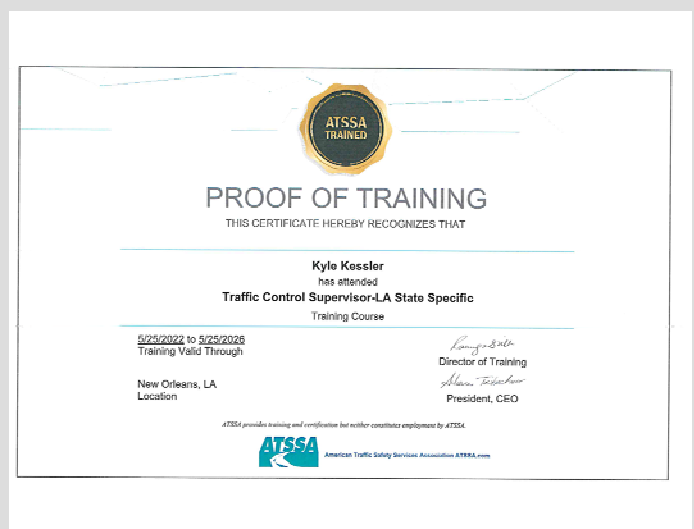 ATSSA
TRAINED
PROOF OF TRAINING
THIS CERTIFICATE HEREBY RECOGNIZES THAT
Kyle Kessler
has attended
Traffic Control Supervisor-LA State Specific
Training Course
5/25/2022 to 5/25/2026
Training Valid Through
Director of Training
New Orleans, LA
Location
President, CEO
ATSSA provides training and certification but neither constitutes employment by ATSSA.
ATSSA
American Traffic Safety Services Association ATSSA.com